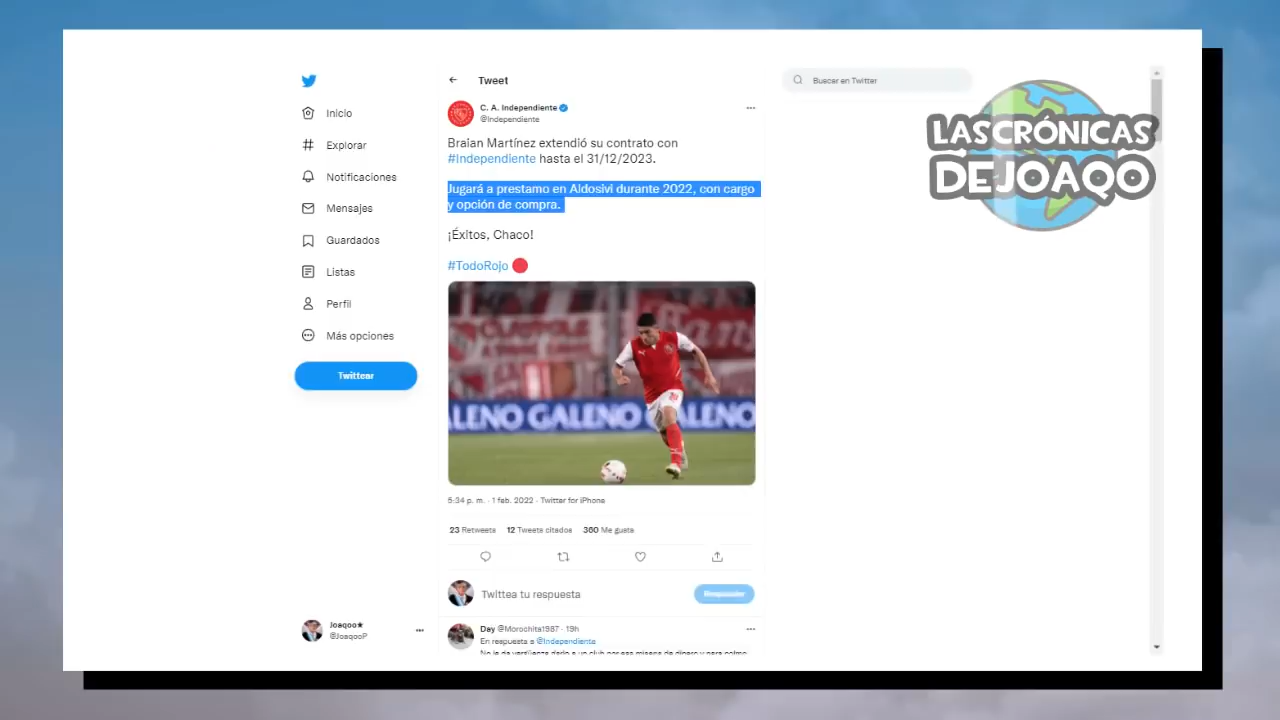 Tweet
Buscar en Twitter
C. A. Independiente
@Independiente
LAS CRÓNICAS
DE JOAQO
Inicio
Explorar
Notificaciones
Mensajes
Guardados
Listas
Perfil
Más opciones
Twittear
Braian Martínez extendió su contrato con
#Independiente hasta el 31/12/2023.
Jugará a prestamo en Aldosivi durante 2022, con cargo
y opción de compra.
¡Éxitos, Chaco!
#TodoRojo
ALENO GALENO GALENO
5:34 p. m. · 1 feb. 2022 · Twitter for iPhone
23 Retweets 12 Tweets citados 360 Me gusta
Twittea tu respuesta
Responder
Joaqoo★
@JoaqooP
Day @Morochita1987 · 19h
En respuesta a @Independiente